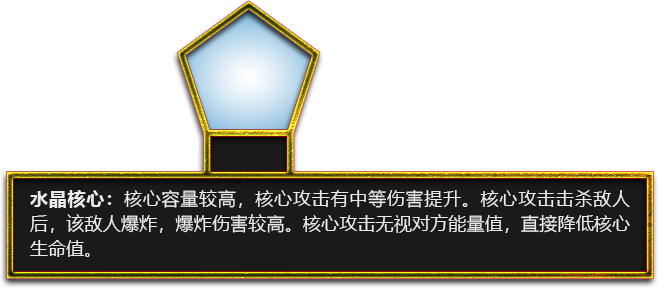 水晶核心：核心容量较高，核心攻击有中等伤害提升。核心攻击击杀敌人
后，该敌人爆炸，爆炸伤害较高。核心攻击无视对方能量值，直接降低核心
生命值。